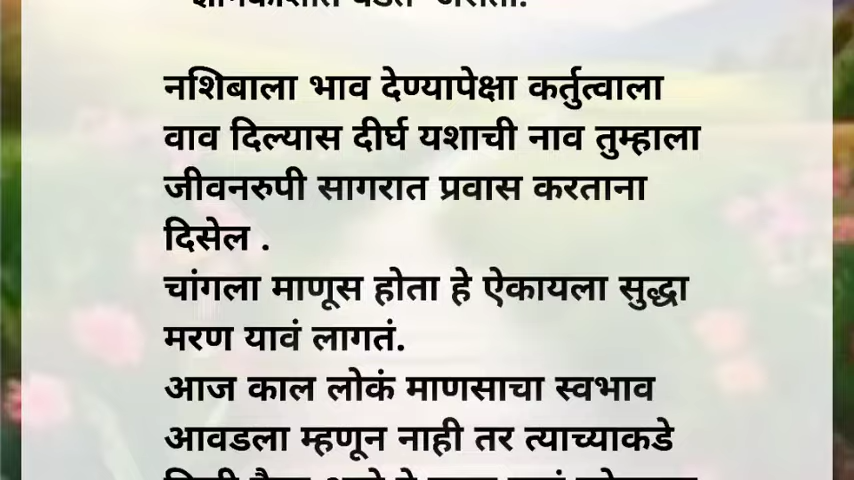 नशिबाला भाव देण्यापेक्षा कर्तुत्वाला
वाव दिल्यास दीर्घ यशाची नाव तुम्हाला
जीवनरुपी सागरात प्रवास करताना
दिसेल .
चांगला माणूस होता हे ऐकायला सुद्धा
मरण यावं लागतं.
आज काल लोकं माणसाचा स्वभाव
आवडला म्हणून नाही तर त्याच्याकडे